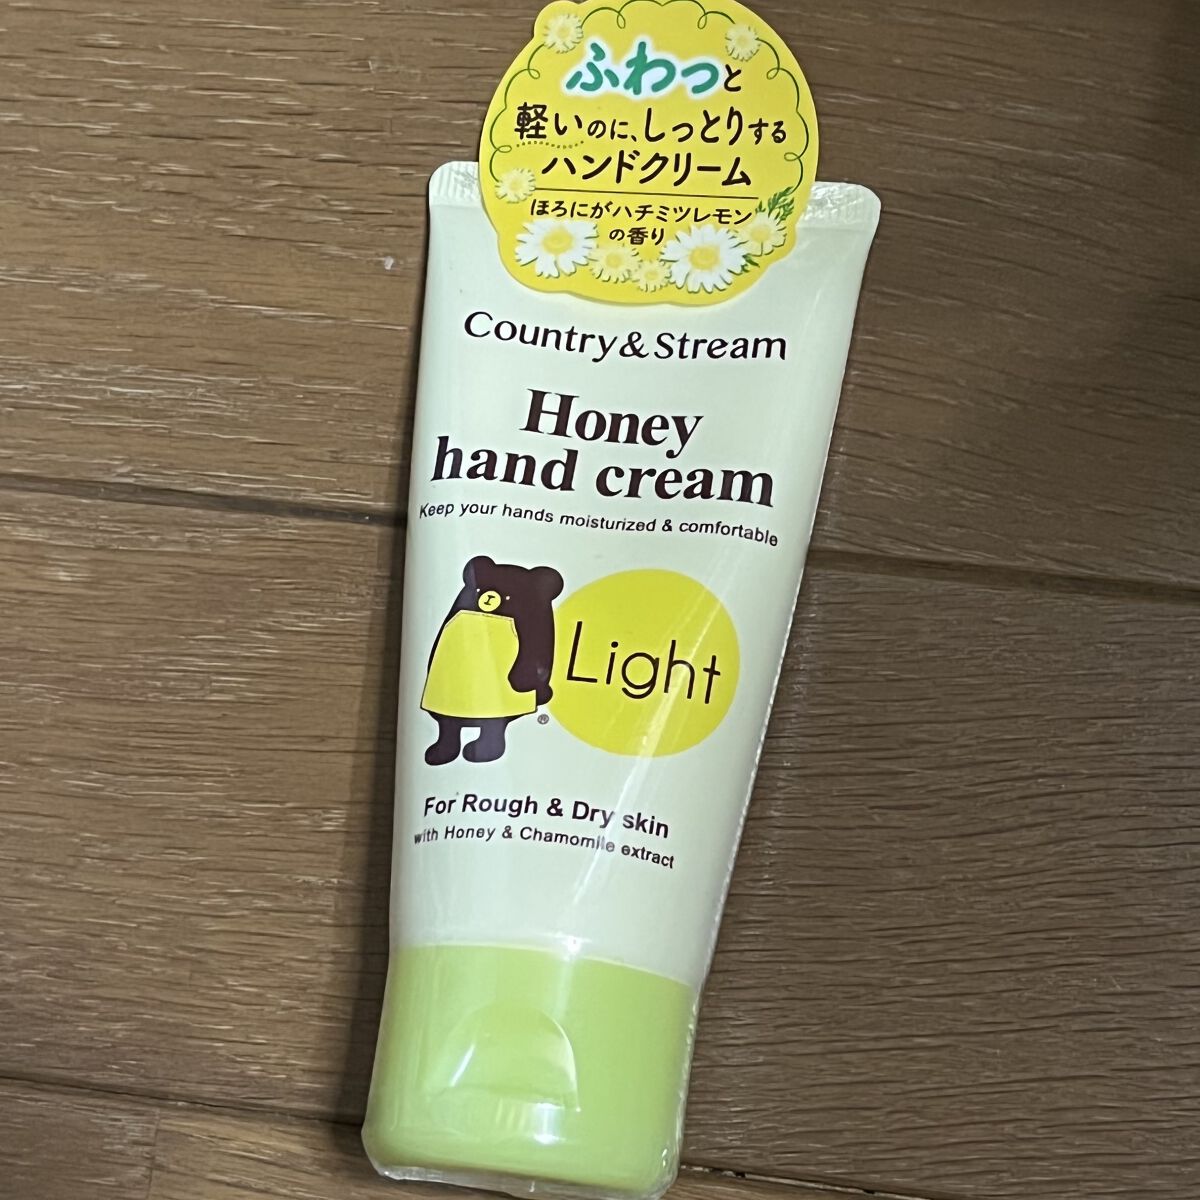 ふわっと
軽いのに、しっとりする
ハンドクリーム
ほろにがハチミツレモン
の香り
Country & Stream
Honey
hand cream
Keep your hands moisturized & comfortable
Light
®
For Rough & Dry skin
with Honey & Chamomile extract